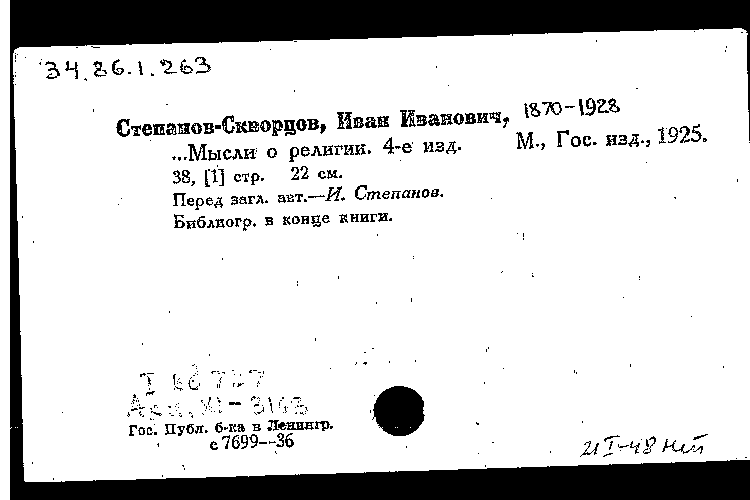 34.86.1.263
Степанов-Скворцов, Иван Иванович, 1870-1928
...Мысли о религии. 4-е изд. М., Гос. изд., 1925.
38, [1] стр. 22 см.
Перед загл. авт.—И. Степанов.
Библиогр. в конце книги.
Гос. Публ. б-ка в Ленингр.
с 7699—36